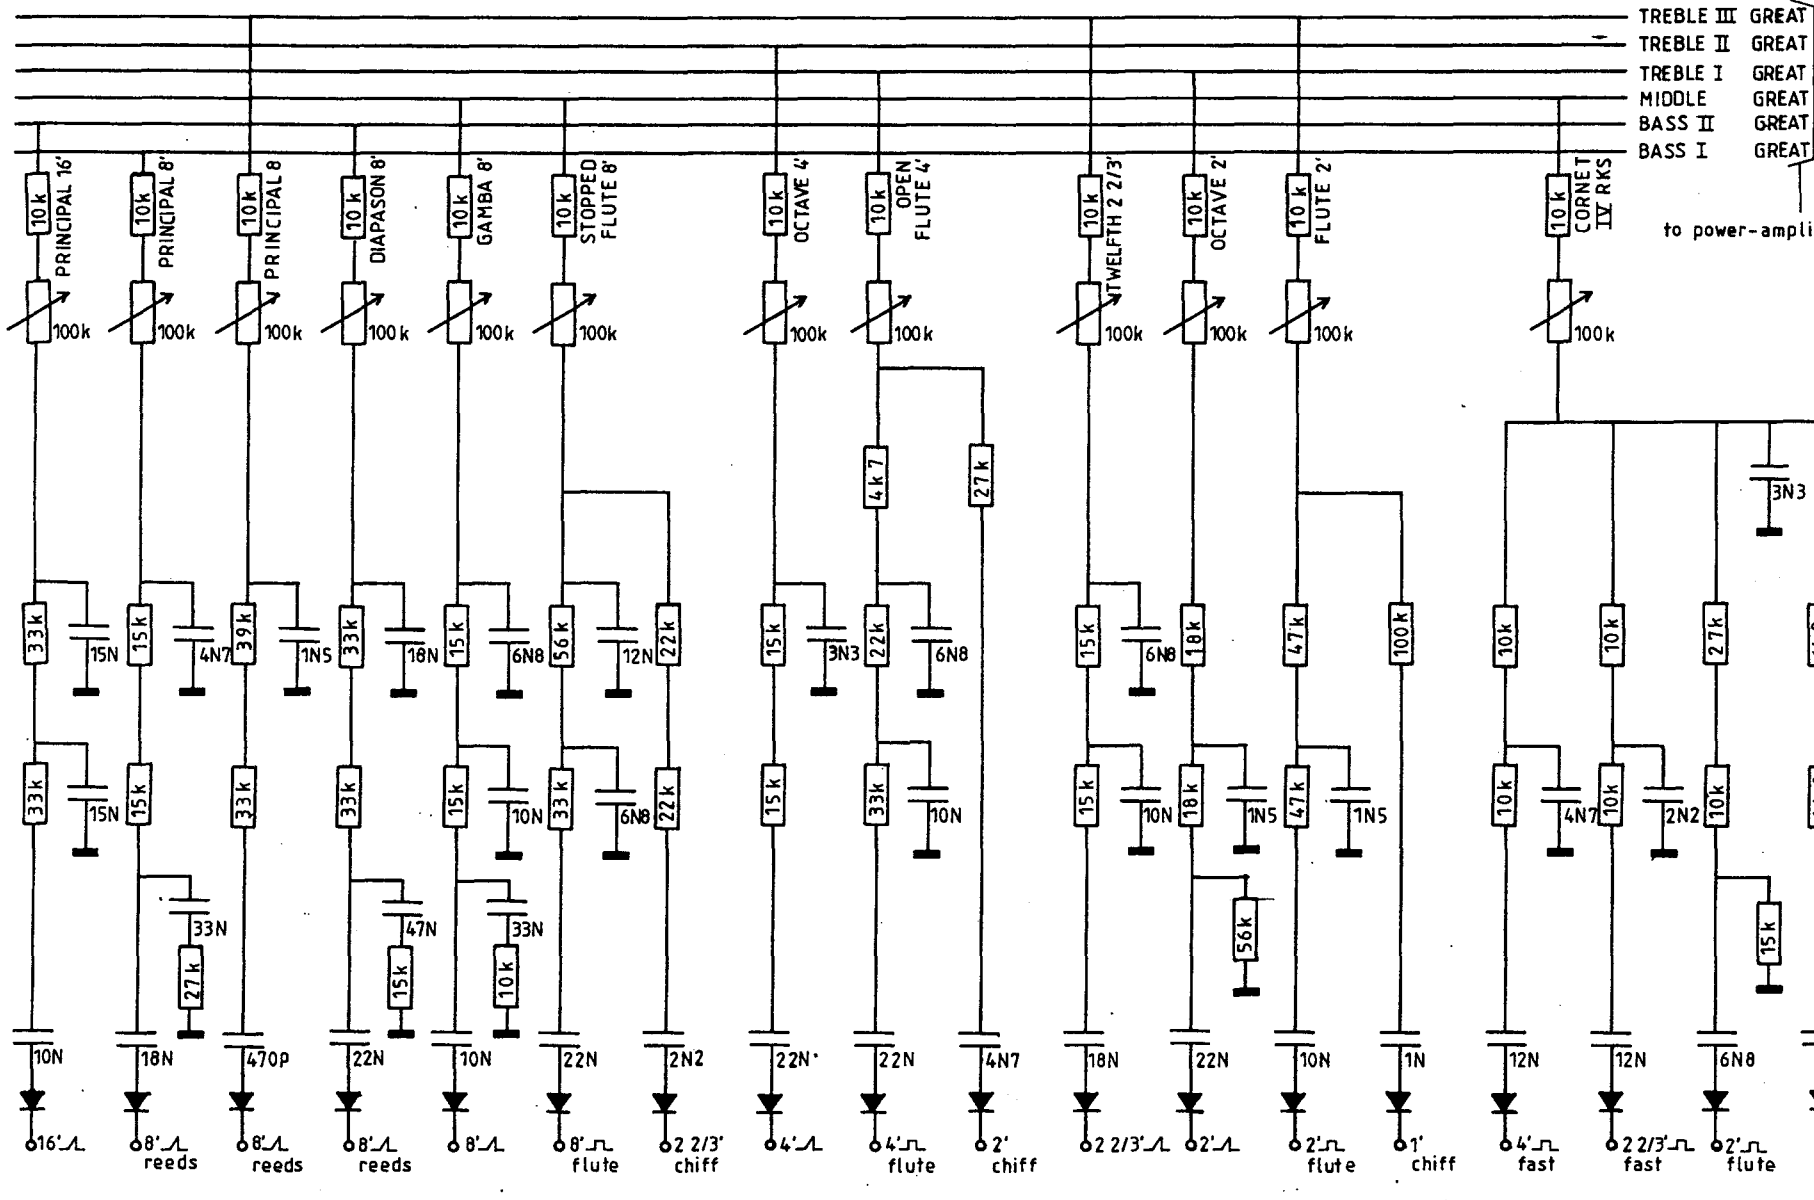 TREBLE III GREAT
TREBLE II GREAT
TREBLE I GREAT
MIDDLE GREAT
BASS II GREAT
BASS I GREAT
to power-ampli
PRINCIPAL 16'
PRINCIPAL 8'
PRINCIPAL 8
DIAPASON 8'
GAMBA 8'
STOPPED
FLUTE 8'
OCTAVE 4'
OPEN
FLUTE 4'
TWELFTH 2 2/3'
OCTAVE 2'
FLUTE 2'
CORNET
IV RKS
10k 10k 10k 10k 10k 10k 10k 10k 10k 10k 10k 10k
100k 100k 100k 100k 100k 100k 100k 100k 100k 100k 100k 100k
4k7 27k 3N3
33k 15k 39k 33k 15k 56k 22k 15k 22k 15k 18k 47k 100k 10k 10k 27k
15N 4N7 1N5 18N 6N8 12N 3N3 6N8 6N8
33k 15k 33k 33k 15k 33k 22k 15k 33k 15k 18k 47k 10k 10k 10k
15N 10N 6N8 10N 10N 1N5 1N5 4N7 2N2
33N 47N 33N
27k 15k 10k 56k 15k
10N 18N 470p 22N 10N 22N 2N2 22N 22N 4N7 18N 22N 10N 1N 12N 12N 6N8
16' 8' 8' 8' 8' 8' 2 2/3' 4' 4' 2' 2 2/3' 2' 2' 1' 4' 2 2/3' 2'
reeds reeds reeds flute chiff flute chiff flute chiff fast fast flute